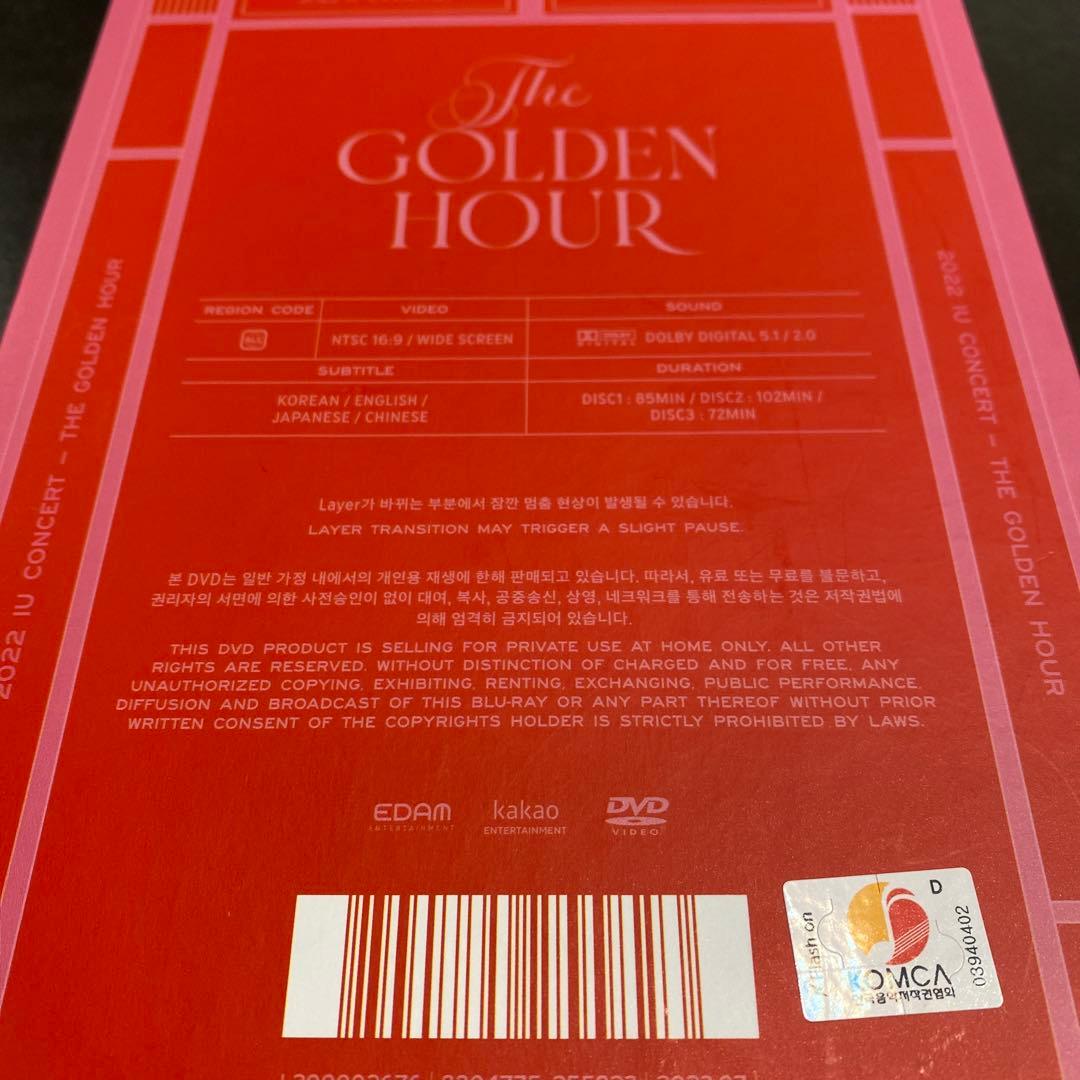 The
GOLDEN
HOUR
REGION CODE
VIDEO
SOUND
ALL
NTSC 16:9 / WIDE SCREEN
DOLBY DIGITAL DOLBY DIGITAL 5.1 / 2.0
SUBTITLE
DURATION
KOREAN / ENGLISH /
JAPANESE / CHINESE
DISC1 : 85MIN / DISC2 : 102MIN /
DISC3 : 72MIN
Layer가 바뀌는 부분에서 잠깐 멈춤 현상이 발생될 수 있습니다.
LAYER TRANSITION MAY TRIGGER A SLIGHT PAUSE.
본 DVD는 일반 가정 내에서의 개인용 재생에 한해 판매되고 있습니다. 따라서, 유료 또는 무료를 불문하고,
권리자의 서면에 의한 사전승인이 없이 대여, 복사, 공중송신, 상영, 네크워크를 통해 전송하는 것은 저작권법에
의해 엄격히 금지되어 있습니다.
THIS DVD PRODUCT IS SELLING FOR PRIVATE USE AT HOME ONLY. ALL OTHER
RIGHTS ARE RESERVED. WITHOUT DISTINCTION OF CHARGED AND FOR FREE, ANY
UNAUTHORIZED COPYING, EXHIBITING, RENTING, EXCHANGING, PUBLIC PERFORMANCE,
DIFFUSION AND BROADCAST OF THIS BLU-RAY OR ANY PART THEREOF WITHOUT PRIOR
WRITTEN CONSENT OF THE COPYRIGHTS HOLDER IS STRICTLY PROHIBITED BY LAWS.
EDAM
ENTERTAINMENT
kakao
ENTERTAINMENT
DVD
VIDEO
D
03940402
KOMCA
한국음악저작권협회
2022 IU CONCERT – THE GOLDEN HOUR
2022 IU CONCERT – THE GOLDEN HOUR